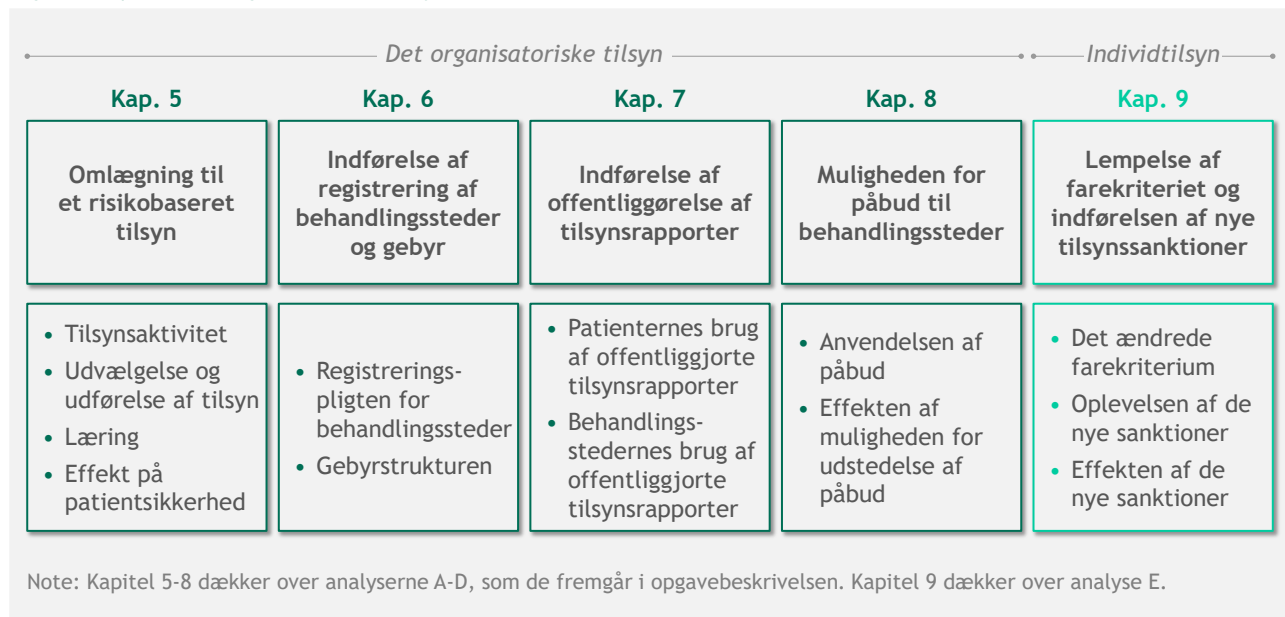 Det organisatoriske tilsyn
Individtilsyn
Kap. 5
Omlægning til
et risikobaseret
tilsyn
• Tilsynsaktivitet
• Udvælgelse og
udførelse af tilsyn
• Læring
• Effekt på
patientsikkerhed
Kap. 6
Indførelse af
registrering af
behandlingssteder
og gebyr
• Registrerings-
pligten for
behandlingssteder
• Gebyrstrukturen
Kap. 7
Indførelse af
offentliggørelse af
tilsynsrapporter
• Patienternes brug
af offentliggjorte
tilsynsrapporter
• Behandlings-
stedernes brug af
offentliggjorte
tilsynsrapporter
Kap. 8
Muligheden for
påbud til
behandlingssteder
• Anvendelsen af
påbud
• Effekten af
muligheden for
udstedelse af
påbud
Kap. 9
Lempelse af
farekriteriet og
indførelsen af nye
tilsynssanktioner
• Det ændrede
farekriterium
• Oplevelsen af de
nye sanktioner
• Effekten af de
nye sanktioner
Note: Kapitel 5-8 dækker over analyserne A-D, som de fremgår i opgavebeskrivelsen. Kapitel 9 dækker over analyse E.